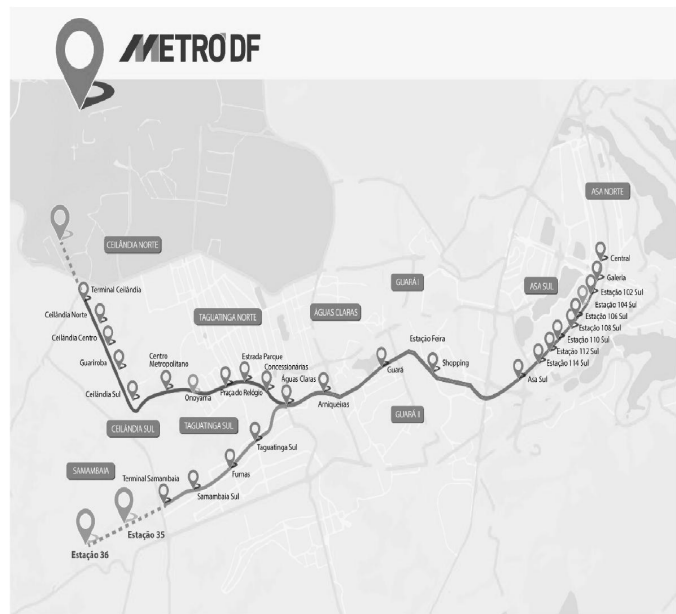 METRÔ DF
ASA NORTE
CEILÂNDIA NORTE
Central
Galeria
GUARÁ I
ASA SUL
Terminal Ceilândia
Estação 102 Sul
Estação 104 Sul
TAGUATINGA NORTE
ÁGUAS CLARAS
Ceilândia Norte
Estação 106 Sul
Estação 108 Sul
Ceilândia Centro
Estação Feira
Estação 110 Sul
Estação 112 Sul
Centro
Metropolitano
Estrada Parque
Concessionárias
Guariroba
Shopping
Estação 114 Sul
Guará
Águas Claras
Asa Sul
Ceilândia Sul
Onoyama
Praça do Relógio
Arniqueiras
CEILÂNDIA SUL
TAGUATINGA SUL
GUARÁ II
Taguatinga Sul
SAMAMBAIA
Terminal Samambaia
Furnas
Samambaia Sul
Estação 35
Estação 36